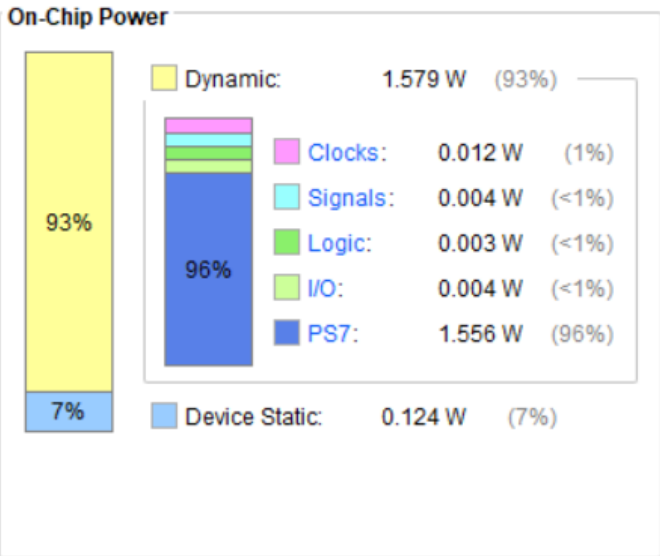 On-Chip Power
Dynamic: 1.579 W (93%)
Clocks: 0.012 W (1%)
Signals: 0.004 W (<1%)
93%
Logic: 0.003 W (<1%)
96%
I/O: 0.004 W (<1%)
PS7: 1.556 W (96%)
7%
Device Static: 0.124 W (7%)